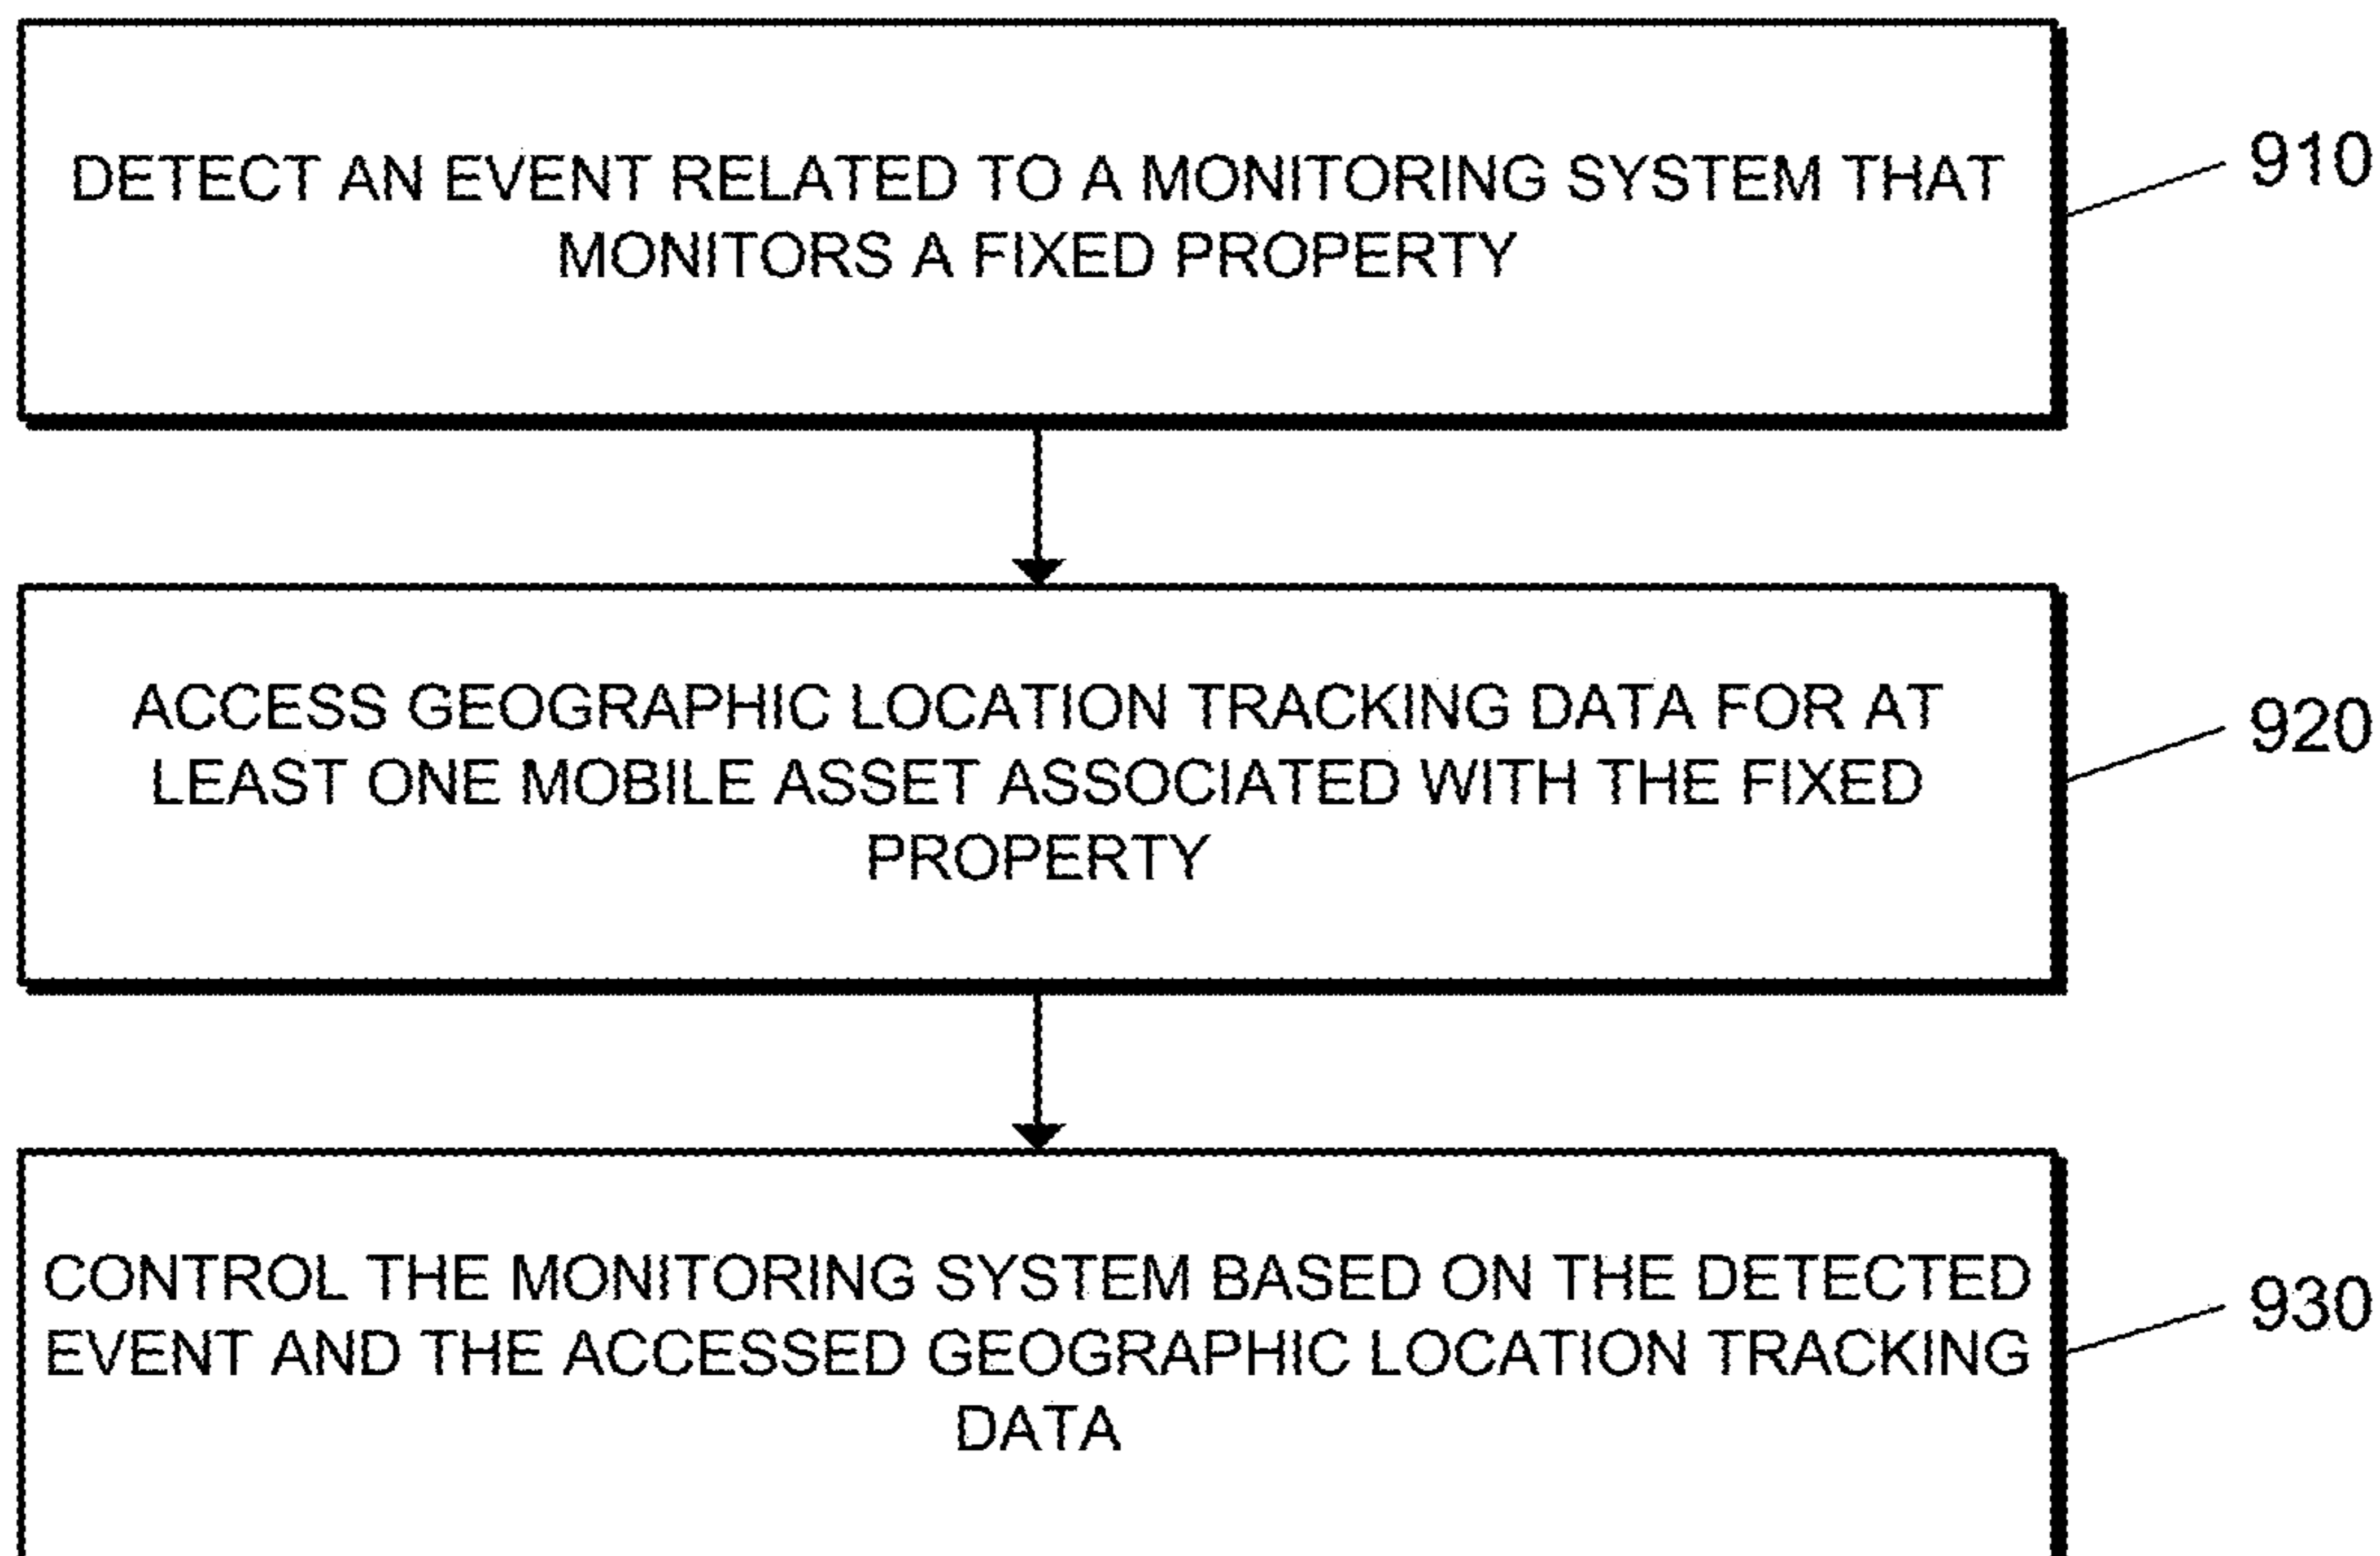 DETECT AN EVENT RELATED TO A MONITORING SYSTEM THAT
MONITORS A FIXED PROPERTY
910
ACCESS GEOGRAPHIC LOCATION TRACKING DATA FOR AT
LEAST ONE MOBILE ASSET ASSOCIATED WITH THE FIXED
PROPERTY
920
CONTROL THE MONITORING SYSTEM BASED ON THE DETECTED
EVENT AND THE ACCESSED GEOGRAPHIC LOCATION TRACKING
DATA
930